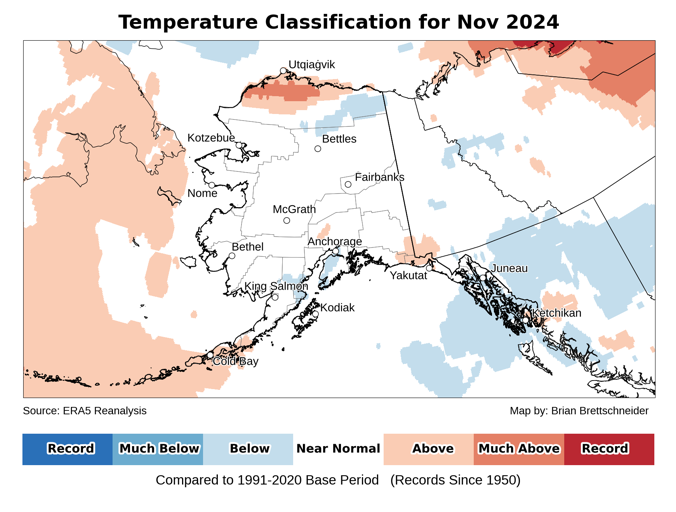 Temperature Classification for Nov 2024
Utqiaġvik
Kotzebue
Bettles
Fairbanks
Nome
McGrath
Anchorage
Bethel
Yakutat
Juneau
King Salmon
Kodiak
Ketchikan
Cold Bay
Source: ERA5 Reanalysis Map by: Brian Brettschneider
Record Much Below Below Near Normal Above Much Above Record
Compared to 1991-2020 Base Period (Records Since 1950)